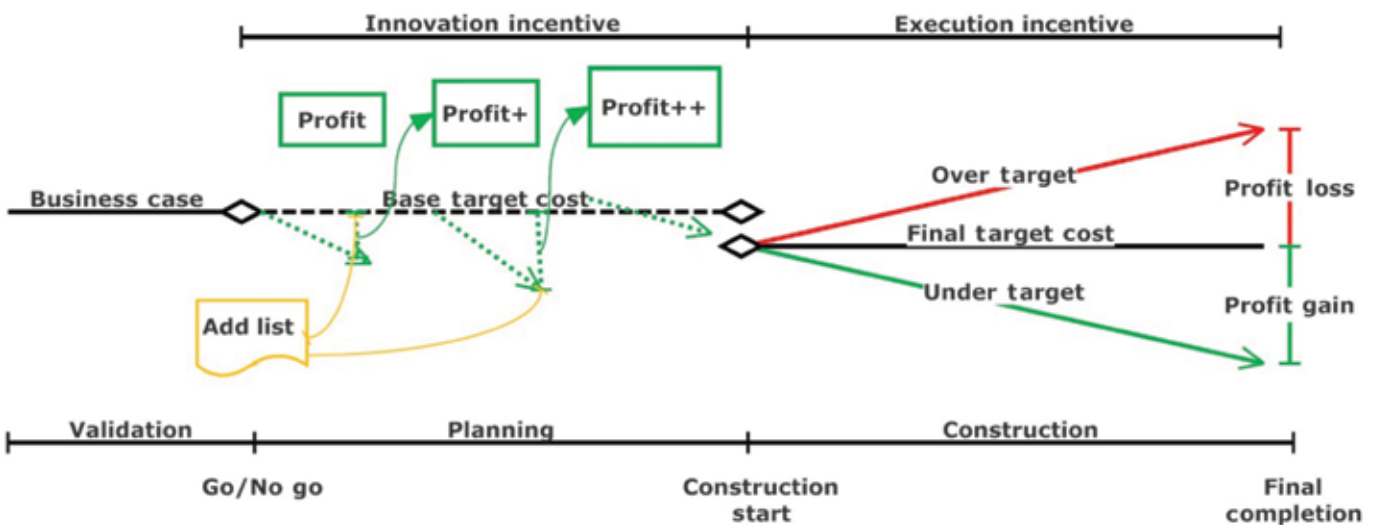 Innovation incentive
Execution incentive
Profit
Profit+
Profit++
Business case
Base target cost
Over target
Profit loss
Final target cost
Under target
Profit gain
Add list
Validation
Planning
Construction
Go/No go
Construction
start
Final
completion